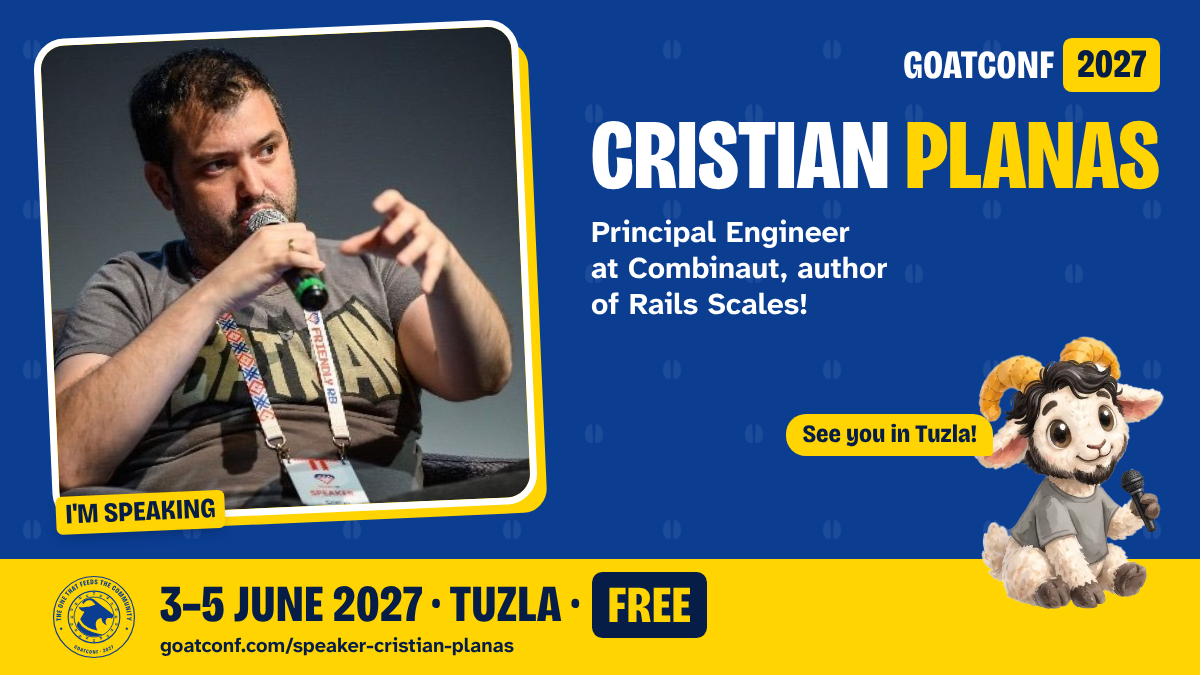 GOATCONF 2027
CRISTIAN PLANAS
Principal Engineer
at Combinaut, author
of Rails Scales!
BATMAN
FRIENDLY RB
SPEAKER
See you in Tuzla!
I'M SPEAKING
THE ONE THAT FEEDS THE COMMUNITY
GOATCONF · 2027
3–5 JUNE 2027 · TUZLA · FREE
goatconf.com/speaker-cristian-planas